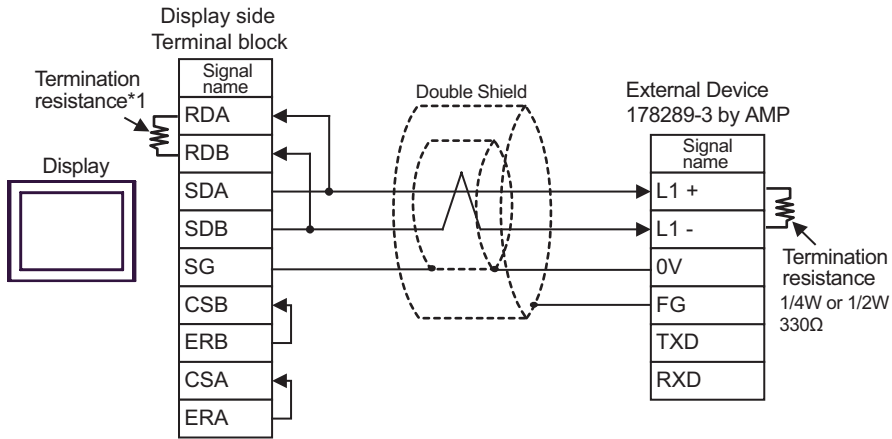 Display side
Terminal block
Termination
resistance*1
Display
Signal
name
RDA
RDB
SDA
SDB
SG
CSB
ERB
CSA
ERA
Double Shield
External Device
178289-3 by AMP
Signal
name
L1 +
L1 -
0V
FG
TXD
RXD
Termination
resistance
1/4W or 1/2W
330Ω